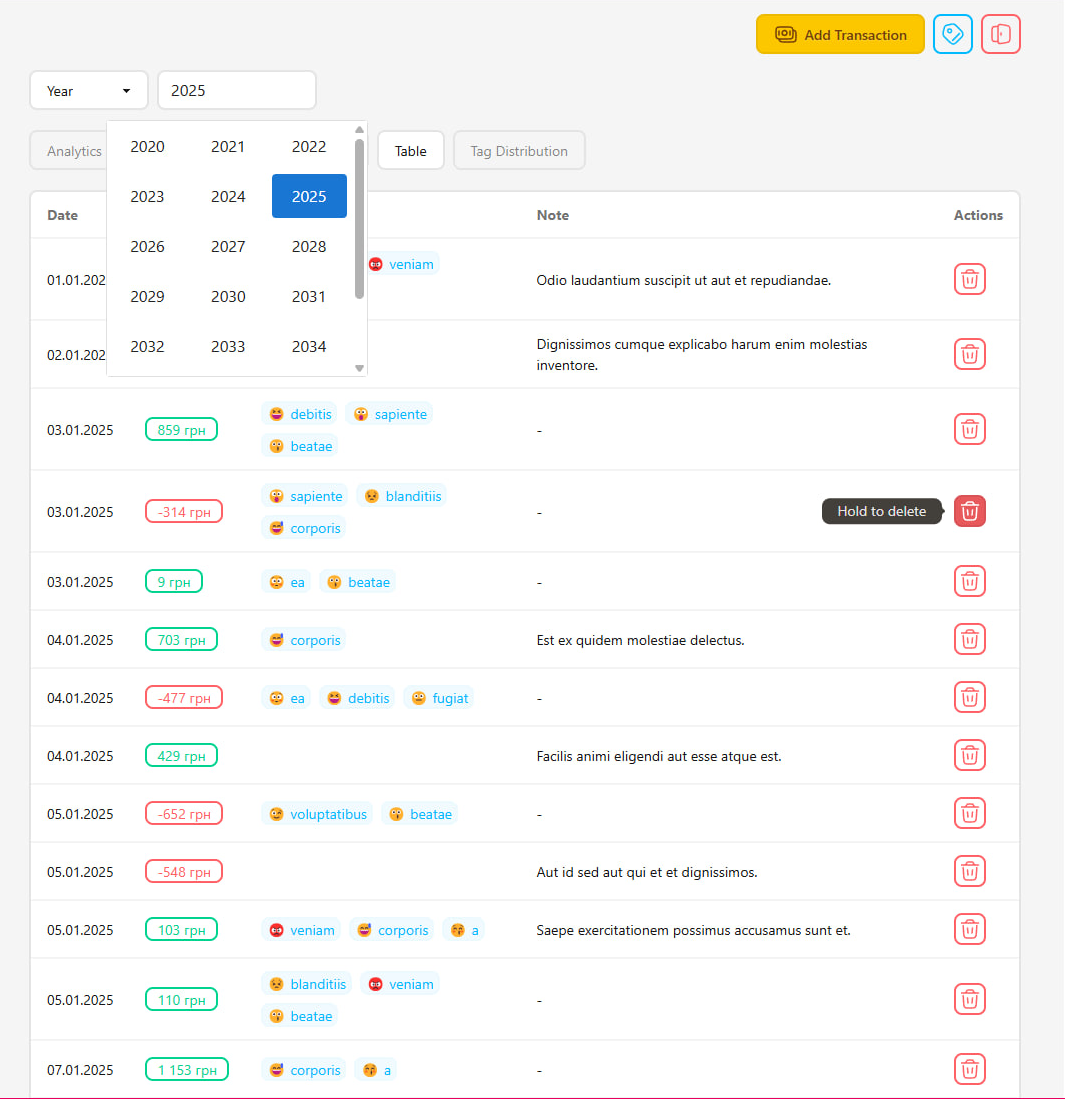 Add Transaction
Year
2025
Analytics
Table
Tag Distribution
2020 2021 2022
2023 2024 2025
2026 2027 2028
2029 2030 2031
2032 2033 2034
Date Note Actions
01.01.202 veniam Odio laudantium suscipit ut aut et repudiandae.
02.01.202 Dignissimos cumque explicabo harum enim molestias
inventore.
03.01.2025 859 грн debitis sapiente -
beatae
03.01.2025 -314 грн sapiente blanditiis - Hold to delete
corporis
03.01.2025 9 грн ea beatae -
04.01.2025 703 грн corporis Est ex quidem molestiae delectus.
04.01.2025 -477 грн ea debitis fugiat -
04.01.2025 429 грн Facilis animi eligendi aut esse atque est.
05.01.2025 -652 грн voluptatibus beatae -
05.01.2025 -548 грн Aut id sed aut qui et et dignissimos.
05.01.2025 103 грн veniam corporis a Saepe exercitationem possimus accusamus sunt et.
05.01.2025 110 грн blanditiis veniam -
beatae
07.01.2025 1 153 грн corporis a -